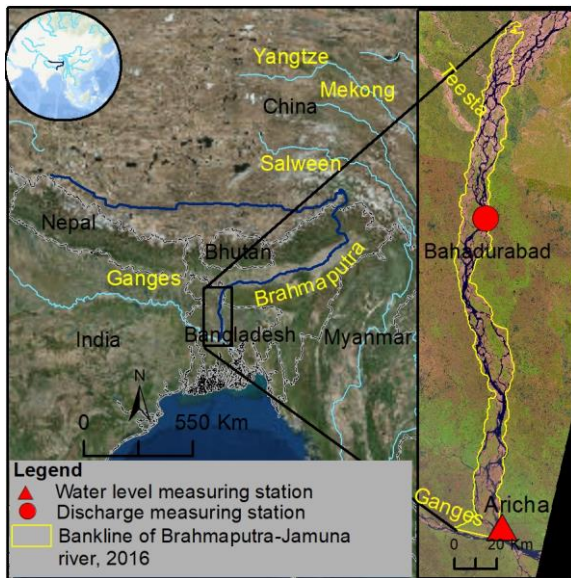 Yangtze
Mekong
China
Salween
Nepal
Bhutan
Ganges
Brahmaputra
India
Bangladesh
Myanmar
N
0 550 Km
Legend
Water level measuring station
Discharge measuring station
Bankline of Brahmaputra-Jamuna
river, 2016
Teesta
Bahadurabad
Ganges
Aricha
0 20 Km